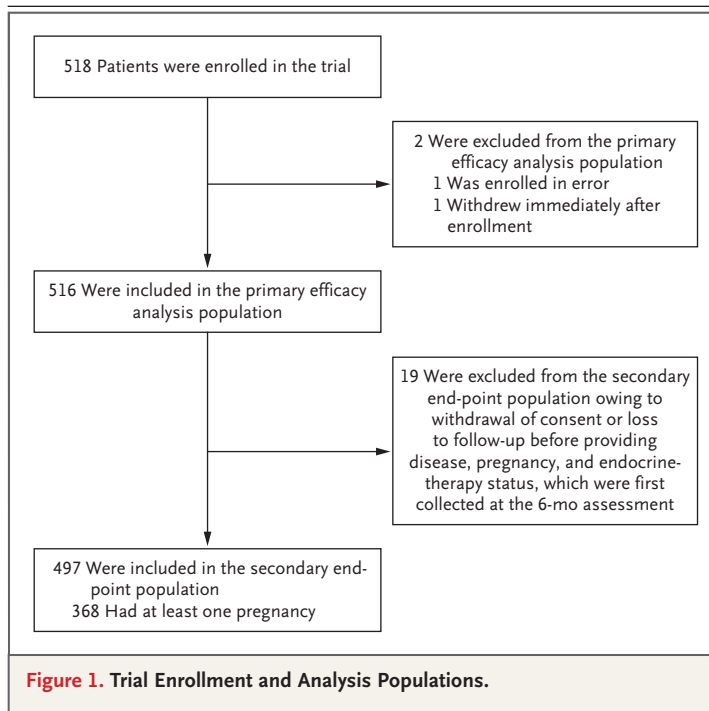 518 Patients were enrolled in the trial
2 Were excluded from the primary
efficacy analysis population
1 Was enrolled in error
1 Withdrew immediately after
enrollment
516 Were included in the primary efficacy
analysis population
19 Were excluded from the secondary
end-point population owing to
withdrawal of consent or loss
to follow-up before providing
disease, pregnancy, and endocrine-
therapy status, which were first
collected at the 6-mo assessment
497 Were included in the secondary end-
point population
368 Had at least one pregnancy
Figure 1. Trial Enrollment and Analysis Populations.